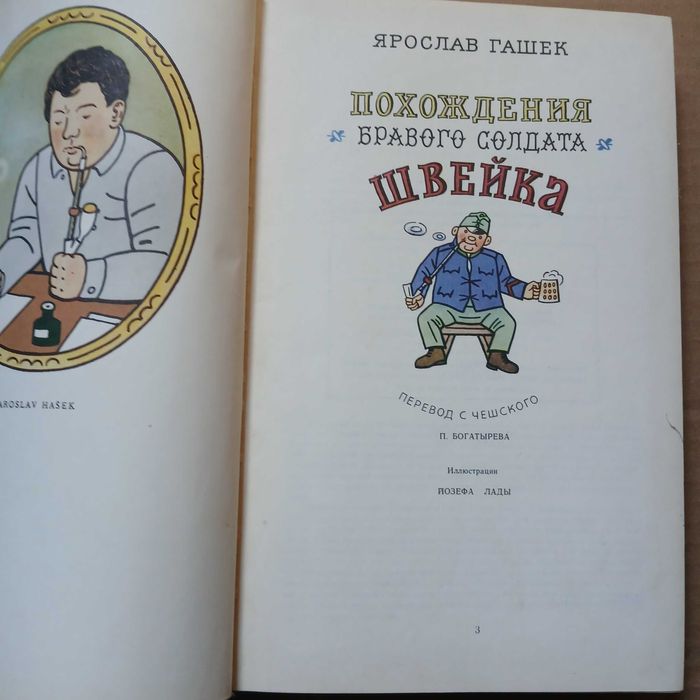 AROSLAV HAŠEK
ЯРОСЛАВ ГАШЕК
ПОХОЖДЕНИЯ
БРАВОГО СОЛДАТА
ШВЕЙКА
ПЕРЕВОД С ЧЕШСКОГО
П. БОГАТЫРЕВА
Иллюстрации
ЙОЗЕФА ЛАДЫ
3